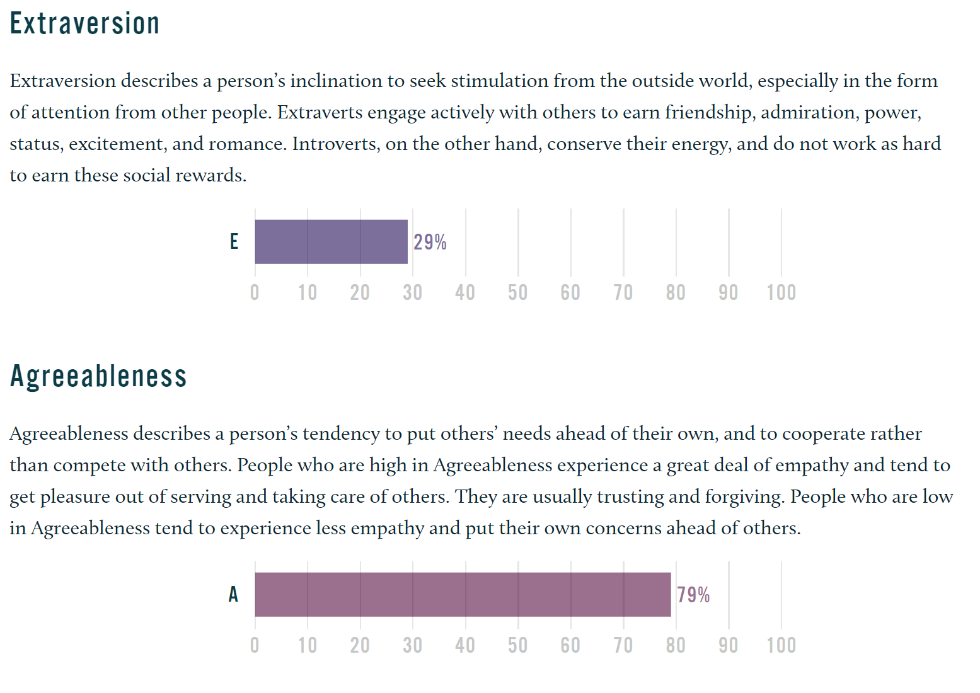 Extraversion
Extraversion describes a person’s inclination to seek stimulation from the outside world, especially in the form
of attention from other people. Extraverts engage actively with others to earn friendship, admiration, power,
status, excitement, and romance. Introverts, on the other hand, conserve their energy, and do not work as hard
to earn these social rewards.
E 29%
0 10 20 30 40 50 60 70 80 90 100
Agreeableness
Agreeableness describes a person’s tendency to put others’ needs ahead of their own, and to cooperate rather
than compete with others. People who are high in Agreeableness experience a great deal of empathy and tend to
get pleasure out of serving and taking care of others. They are usually trusting and forgiving. People who are low
in Agreeableness tend to experience less empathy and put their own concerns ahead of others.
A 79%
0 10 20 30 40 50 60 70 80 90 100